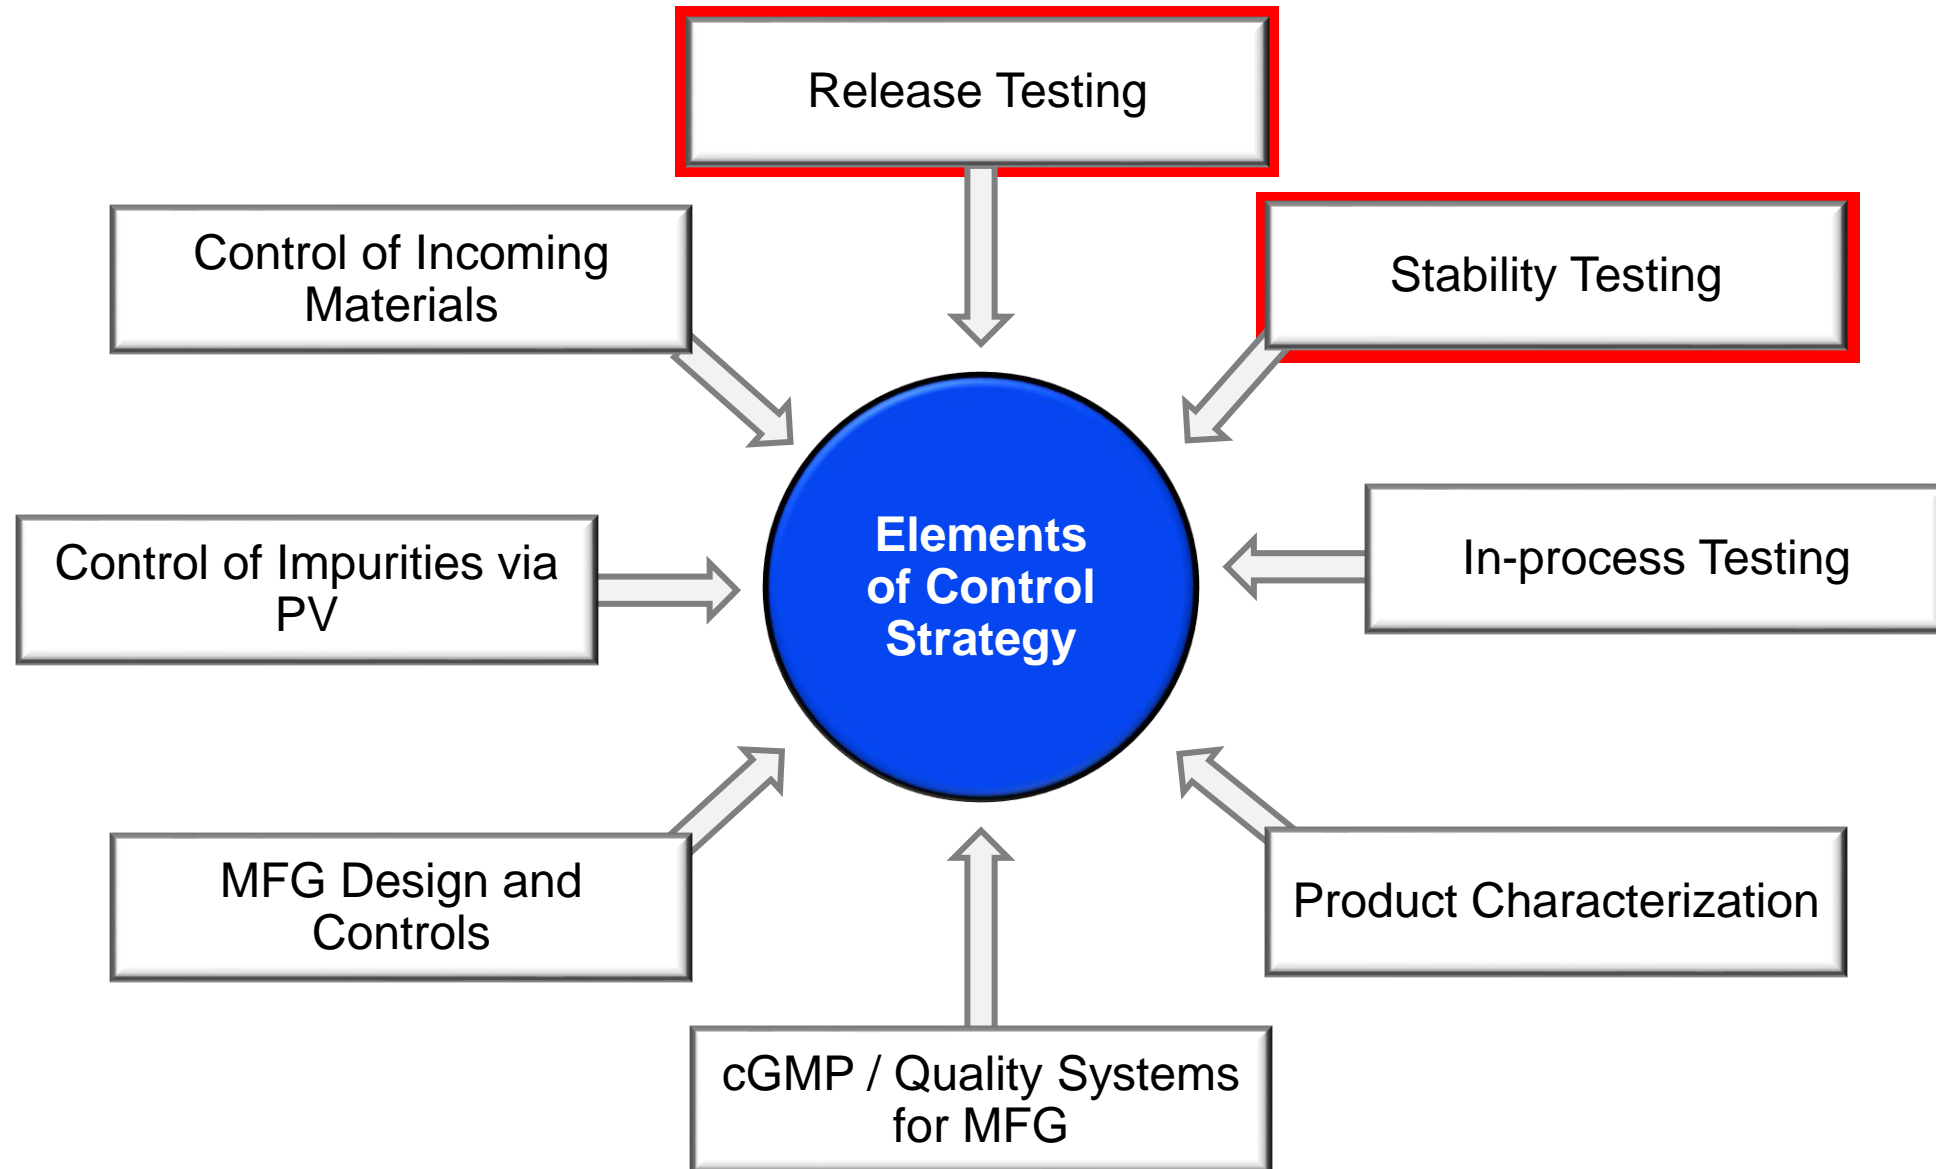 Release Testing
Control of Incoming
Materials
Stability Testing
Control of Impurities via
PV
Elements
of Control
Strategy
In-process Testing
MFG Design and
Controls
Product Characterization
cGMP / Quality Systems
for MFG